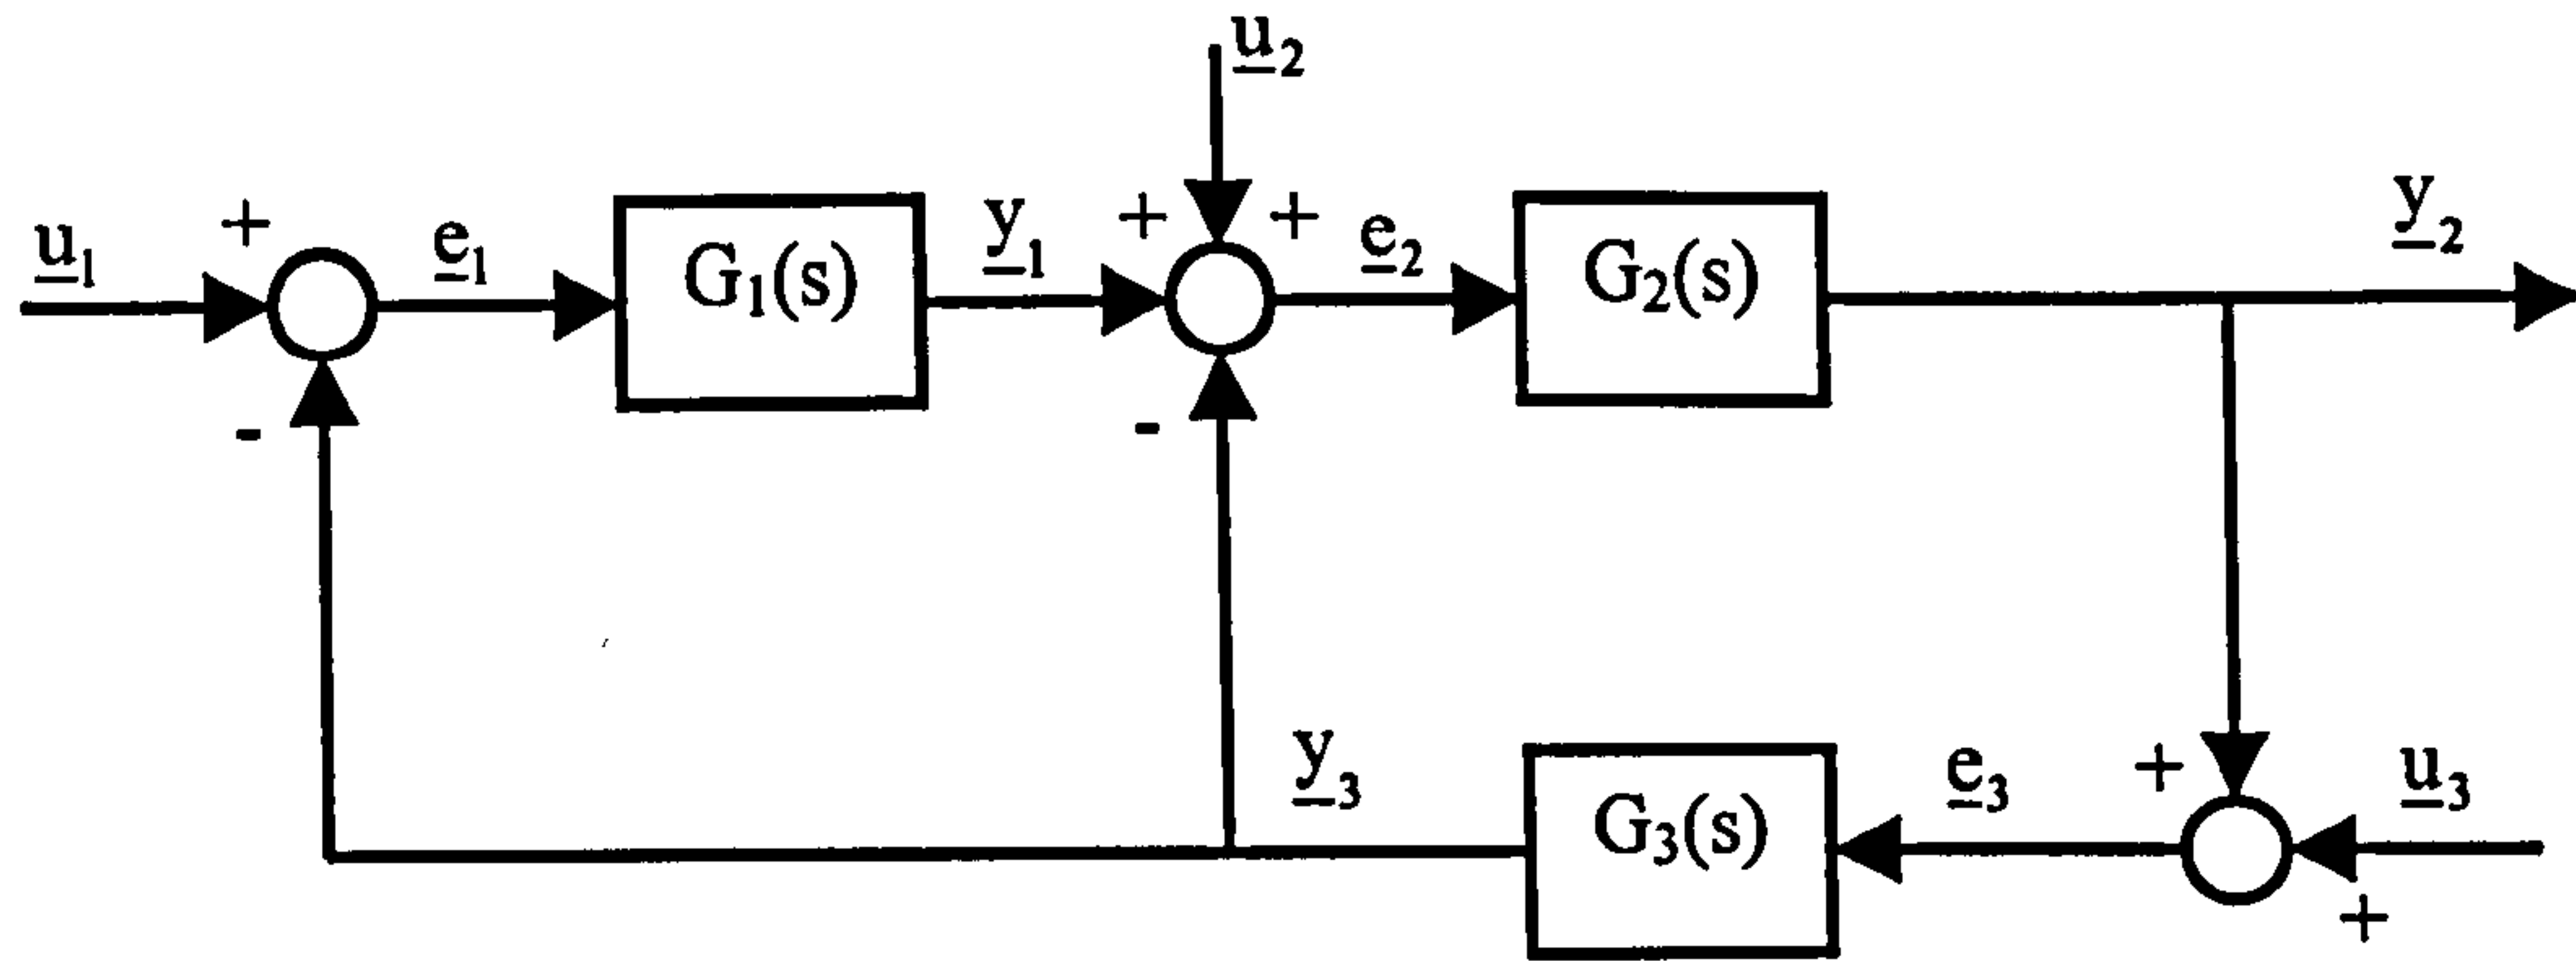 u₂
u₁ + e₁ G₁(s) y₁ + + e₂ G₂(s) y₂
- -
y₃ G₃(s) e₃ + u₃
+